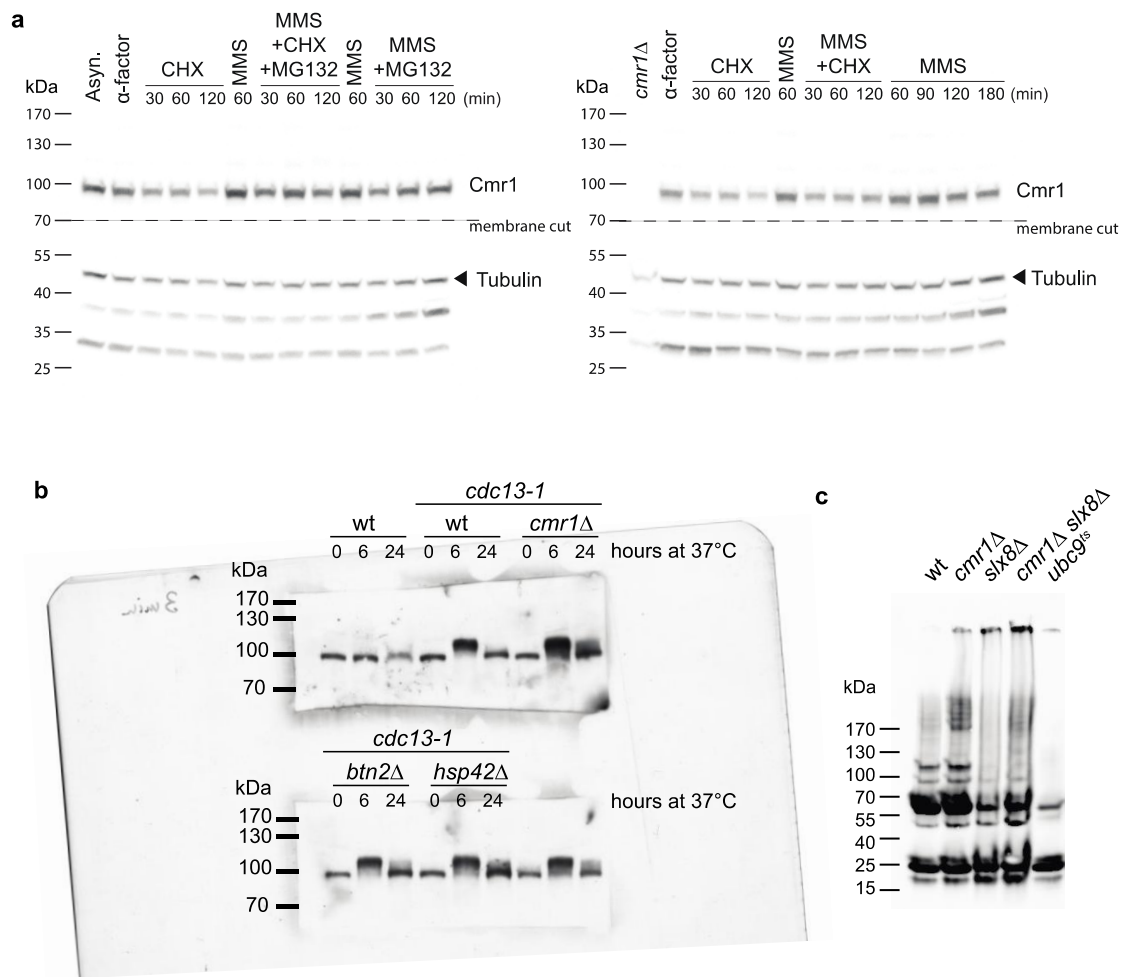 a
kDa
Asyn.
α-factor
CHX
MMS
MMS
+CHX
+MG132
MMS
MMS
+MG132
30 60 120 60 30 60 120 60 30 60 120 (min)
170
130
100
70
55
40
35
25
Cmr1
membrane cut
Tubulin
kDa
cmr1Δ
α-factor
CHX
MMS
MMS
+CHX
MMS
30 60 120 60 30 60 120 60 90 120 180 (min)
170
130
100
70
55
40
35
25
Cmr1
membrane cut
Tubulin
b
cdc13-1
wt wt cmr1Δ
0 6 24 0 6 24 0 6 24 hours at 37°C
kDa
170
130
100
70
3 min
cdc13-1
btn2Δ hsp42Δ
0 6 24 0 6 24 hours at 37°C
kDa
170
130
100
70
c
wt
cmr1Δ
slx8Δ
cmr1Δ slx8Δ
ubc9ts
kDa
170
130
100
70
55
40
25
15